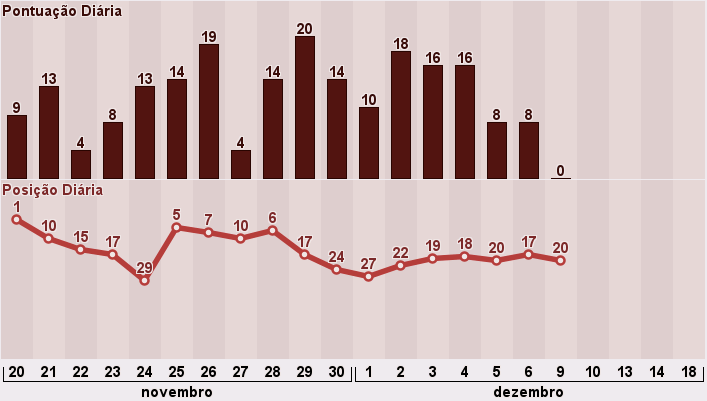 Pontuação Diária
9 13 4 8 13 14 19 4 14 20 14 10 18 16 16 8 8 0
Posição Diária
1 10 15 17 29 5 7 10 6 17 24 27 22 19 18 20 17 20
20 21 22 23 24 25 26 27 28 29 30 1 2 3 4 5 6 9 10 13 14 18
novembro dezembro